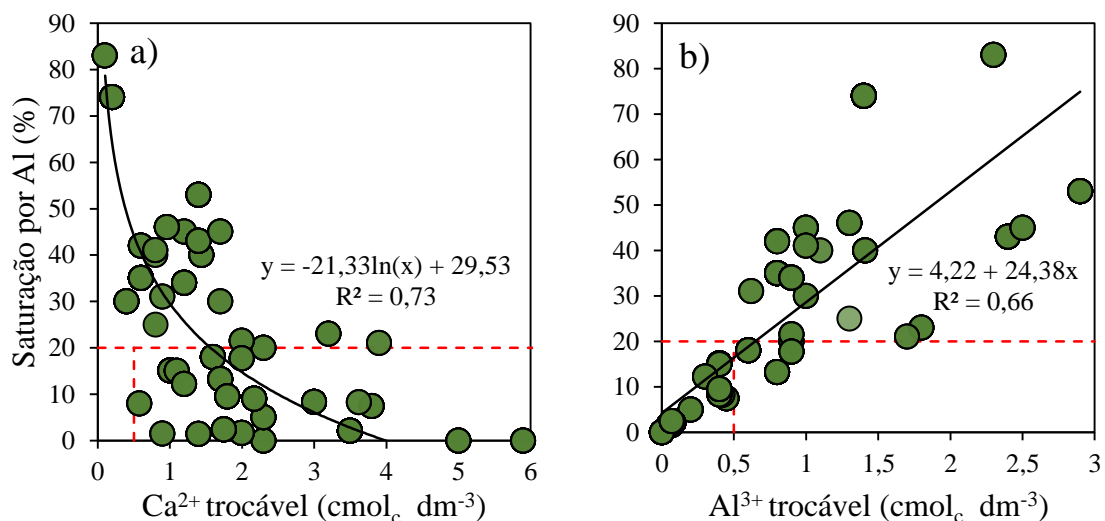 a)
Saturação por Al (%)
90
80
70
60
50
40
30
20
10
0
y = -21,33ln(x) + 29,53
R² = 0,73
0 1 2 3 4 5 6
Ca²⁺ trocável (cmol_c dm⁻³)
b)
90
80
70
60
50
40
30
20
10
0
y = 4,22 + 24,38x
R² = 0,66
0 0,5 1 1,5 2 2,5 3
Al³⁺ trocável (cmol_c dm⁻³)